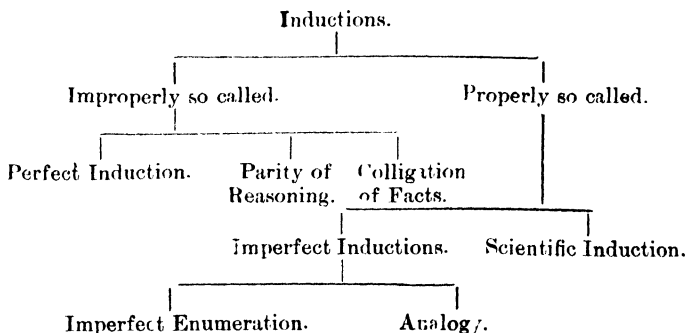 Inductions.
Improperly so called. Properly so called.
Perfect Induction. Parity of Colligation
Reasoning. of Facts.
Imperfect Inductions. Scientific Induction.
Imperfect Enumeration. Analogy.